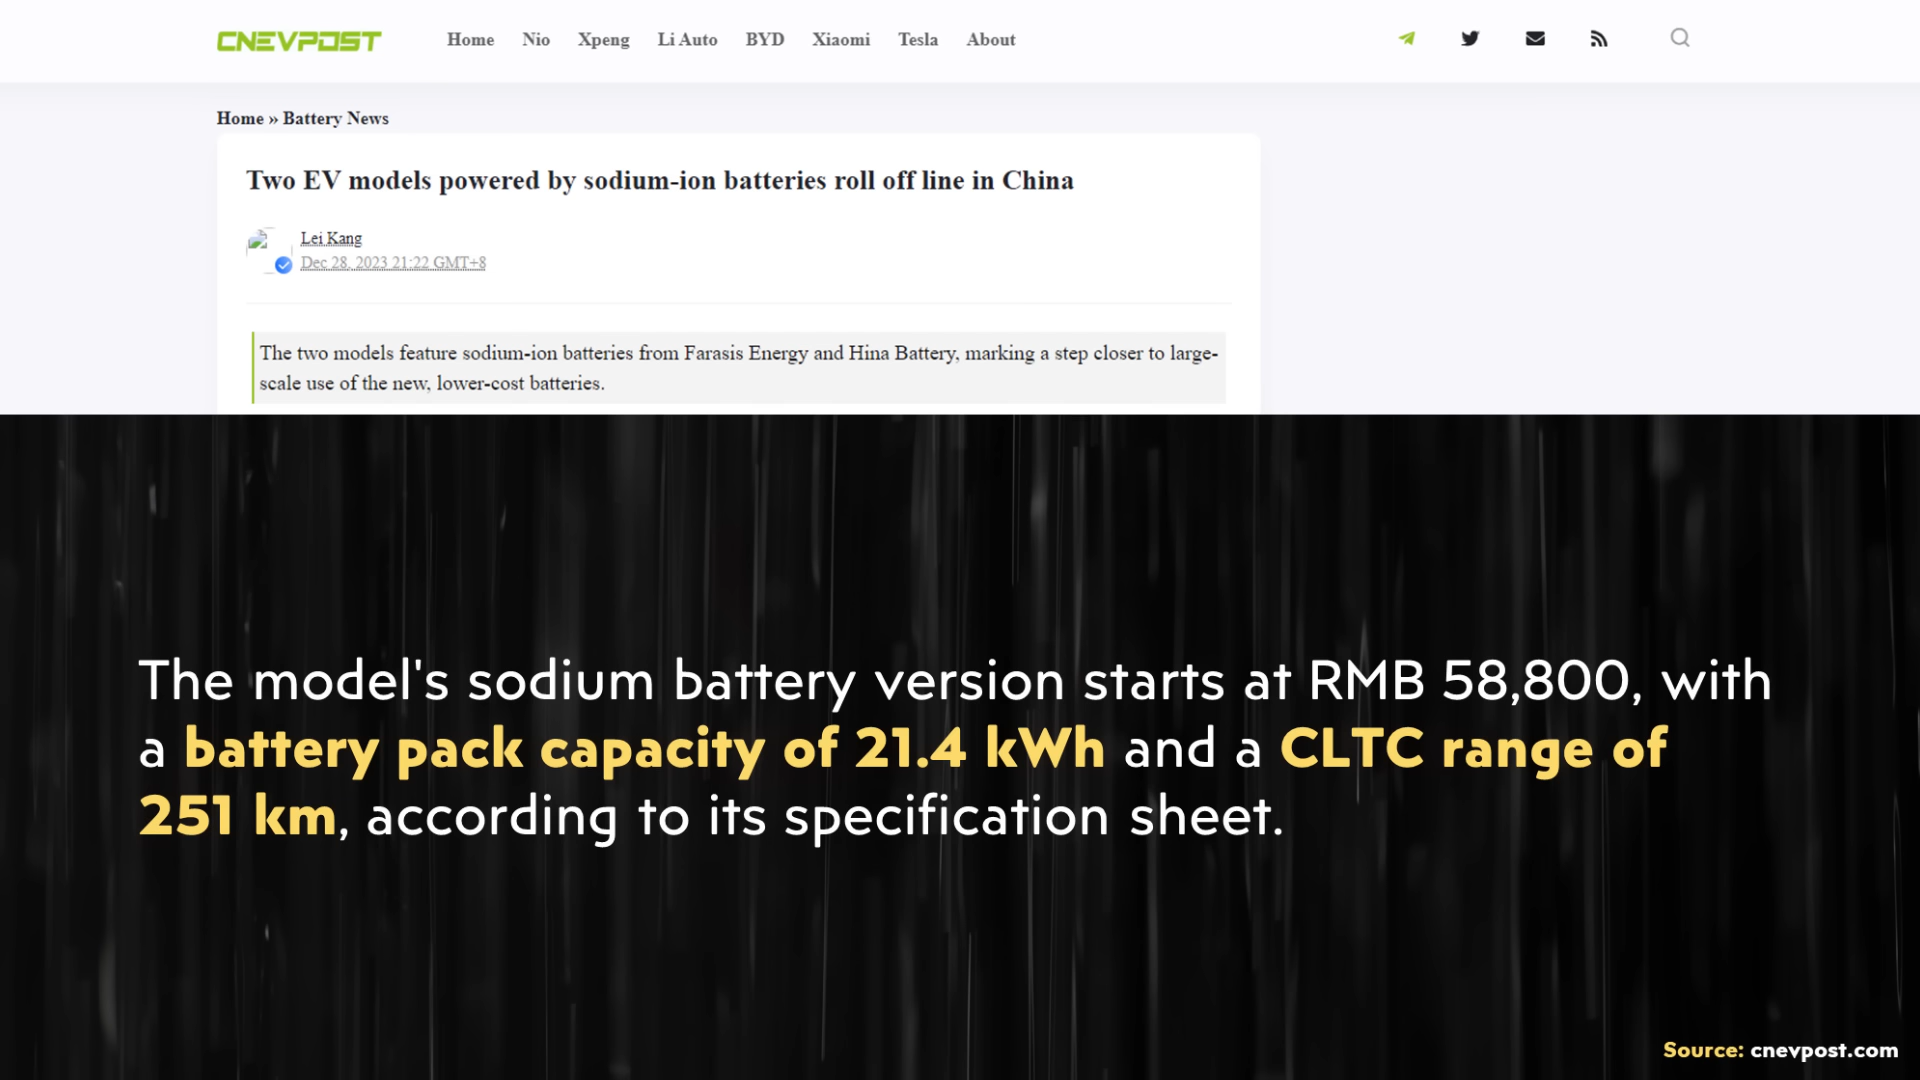 CNEVPOST Home Nio Xpeng Li Auto BYD Xiaomi Tesla About
Home » Battery News
Two EV models powered by sodium-ion batteries roll off line in China
Lei Kang
Dec 28, 2023 21:22 GMT+8
The two models feature sodium-ion batteries from Farasis Energy and Hina Battery, marking a step closer to large-
scale use of the new, lower-cost batteries.
The model's sodium battery version starts at RMB 58,800, with
a battery pack capacity of 21.4 kWh and a CLTC range of
251 km, according to its specification sheet.
Source: cnevpost.com